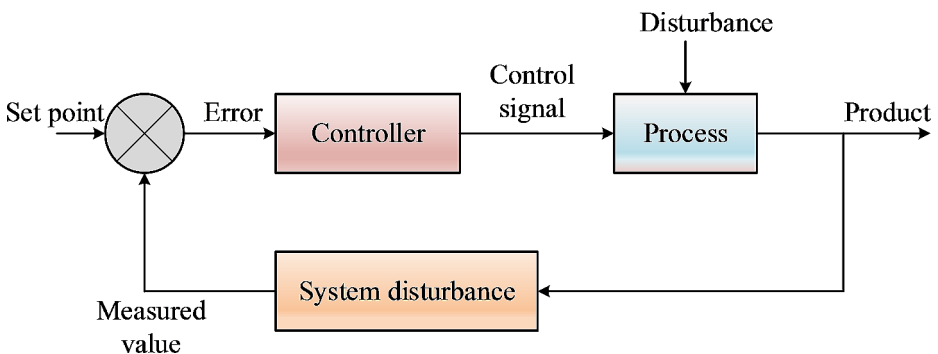 Disturbance
Set point
Error
Controller
Control
signal
Process
Product
System disturbance
Measured
value